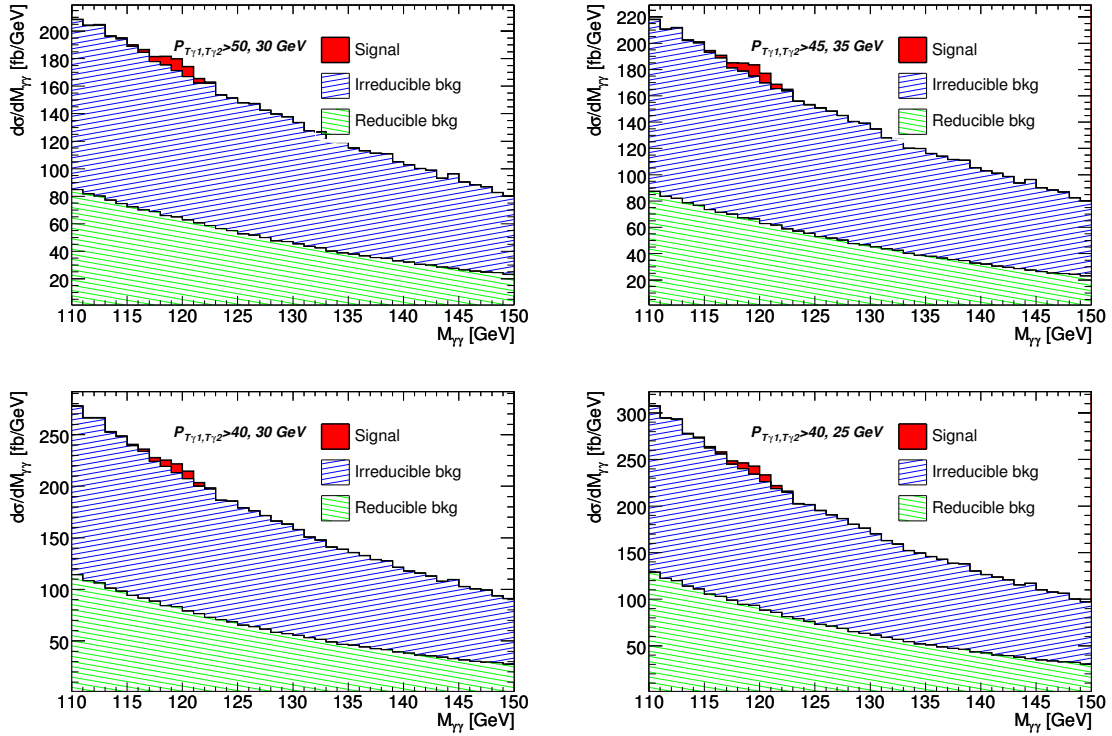 dσ/dMγγ [fb/GeV]
200
180
160
140
120
100
80
60
40
20
PTγ1,Tγ2>50, 30 GeV
Signal
Irreducible bkg
Reducible bkg
110 115 120 125 130 135 140 145 150
Mγγ [GeV]
dσ/dMγγ [fb/GeV]
220
200
180
160
140
120
100
80
60
40
20
PTγ1,Tγ2>45, 35 GeV
Signal
Irreducible bkg
Reducible bkg
110 115 120 125 130 135 140 145 150
Mγγ [GeV]
dσ/dMγγ [fb/GeV]
250
200
150
100
50
PTγ1,Tγ2>40, 30 GeV
Signal
Irreducible bkg
Reducible bkg
110 115 120 125 130 135 140 145 150
Mγγ [GeV]
dσ/dMγγ [fb/GeV]
300
250
200
150
100
50
PTγ1,Tγ2>40, 25 GeV
Signal
Irreducible bkg
Reducible bkg
110 115 120 125 130 135 140 145 150
Mγγ [GeV]